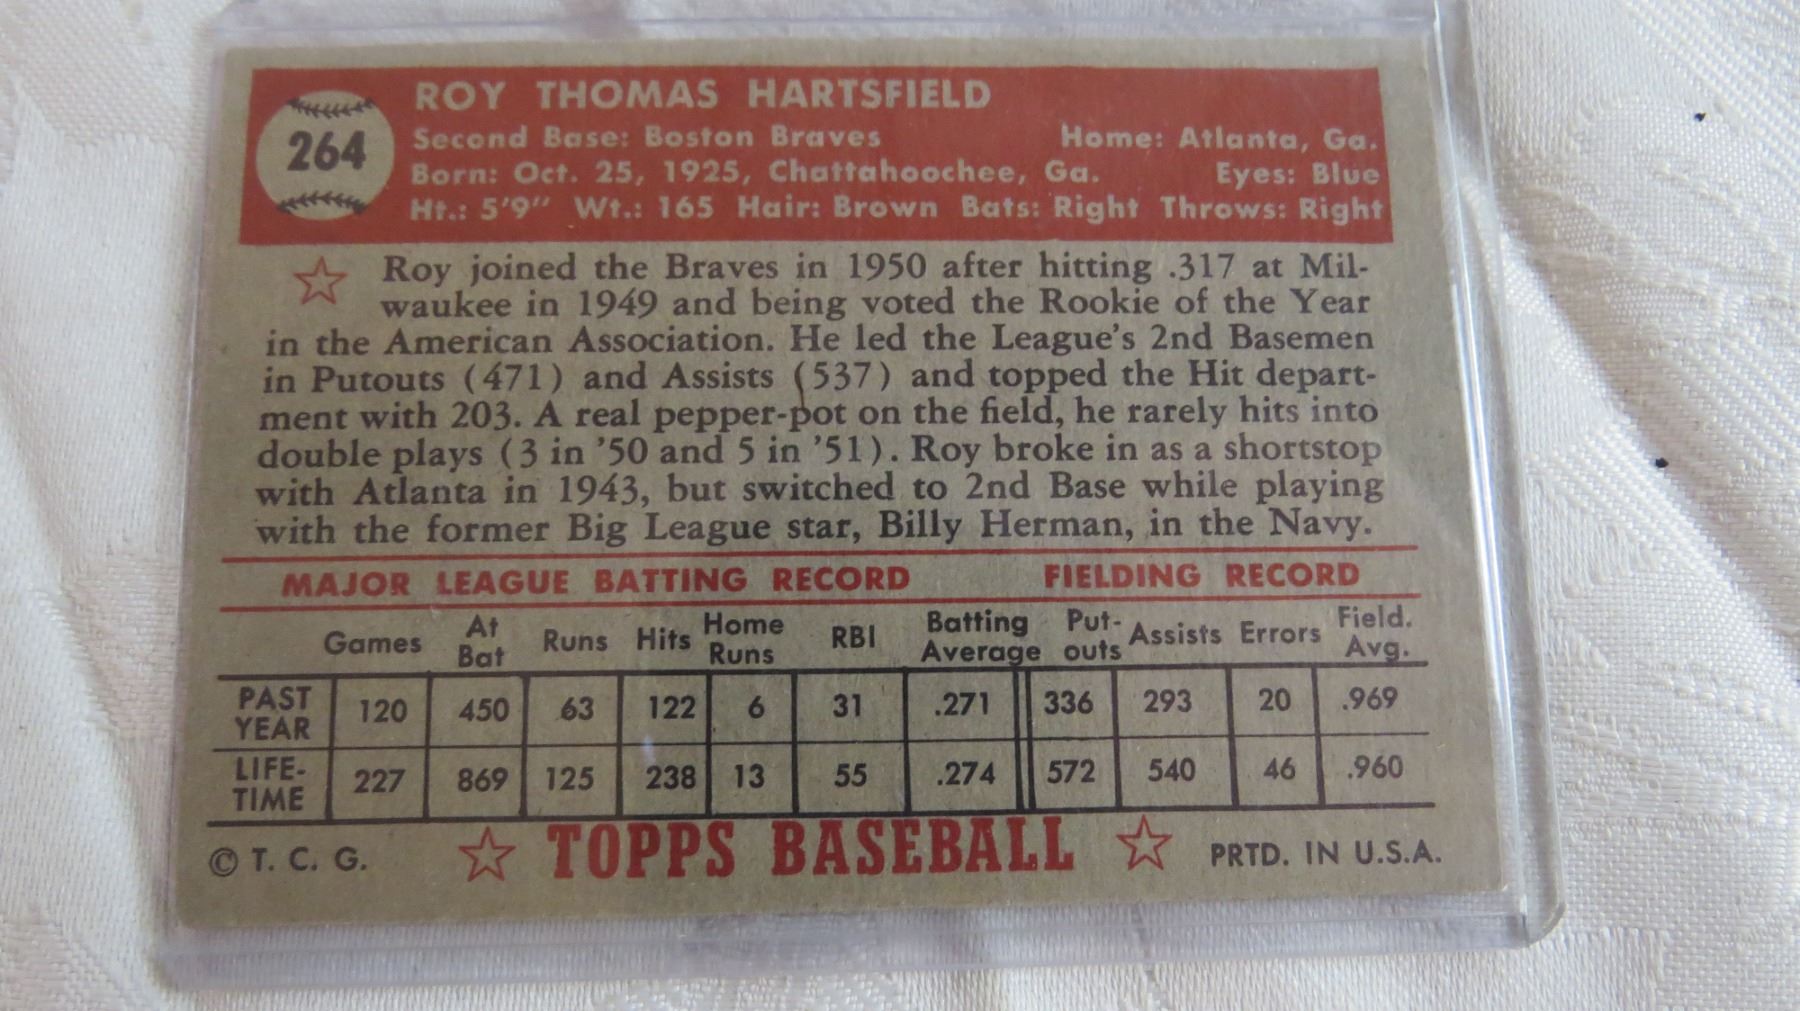 264
ROY THOMAS HARTSFIELD
Second Base: Boston Braves Home: Atlanta, Ga.
Born: Oct. 25, 1925, Chattahoochee, Ga. Eyes: Blue
Ht.: 5'9" Wt.: 165 Hair: Brown Bats: Right Throws: Right
Roy joined the Braves in 1950 after hitting .317 at Mil-
waukee in 1949 and being voted the Rookie of the Year
in the American Association. He led the League's 2nd Basemen
in Putouts (471) and Assists (537) and topped the Hit depart-
ment with 203. A real pepper-pot on the field, he rarely hits into
double plays (3 in '50 and 5 in '51). Roy broke in as a shortstop
with Atlanta in 1943, but switched to 2nd Base while playing
with the former Big League star, Billy Herman, in the Navy.
MAJOR LEAGUE BATTING RECORD FIELDING RECORD
Games At Bat Runs Hits Home Runs RBI Batting Average Put-outs Assists Errors Field. Avg.
PAST YEAR 120 450 63 122 6 31 .271 336 293 20 .969
LIFE-TIME 227 869 125 238 13 55 .274 572 540 46 .960
© T. C. G. TOPPS BASEBALL PRTD. IN U.S.A.